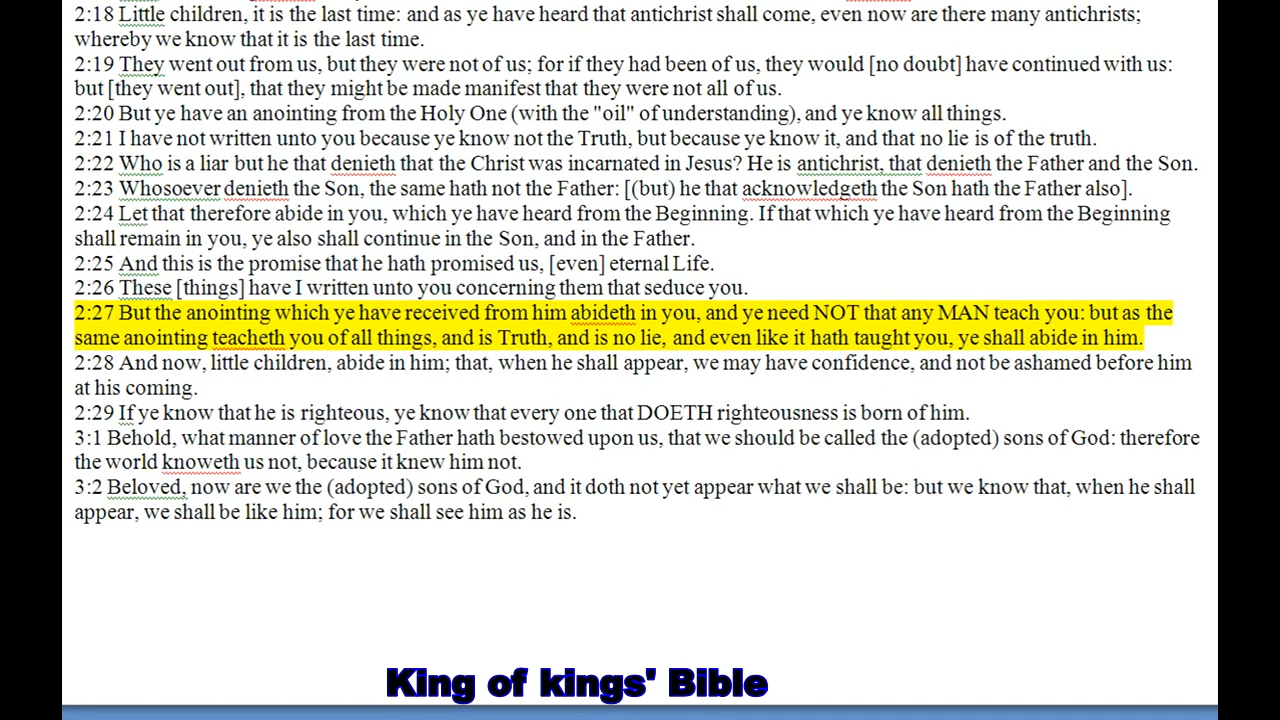 2:18 Little children, it is the last time: and as ye have heard that antichrist shall come, even now are there many antichrists;
whereby we know that it is the last time.
2:19 They went out from us, but they were not of us; for if they had been of us, they would [no doubt] have continued with us:
but [they went out], that they might be made manifest that they were not all of us.
2:20 But ye have an anointing from the Holy One (with the "oil" of understanding), and ye know all things.
2:21 I have not written unto you because ye know not the Truth, but because ye know it, and that no lie is of the truth.
2:22 Who is a liar but he that denieth that the Christ was incarnated in Jesus? He is antichrist, that denieth the Father and the Son.
2:23 Whosoever denieth the Son, the same hath not the Father: [(but) he that acknowledgeth the Son hath the Father also].
2:24 Let that therefore abide in you, which ye have heard from the Beginning. If that which ye have heard from the Beginning
shall remain in you, ye also shall continue in the Son, and in the Father.
2:25 And this is the promise that he hath promised us, [even] eternal Life.
2:26 These [things] have I written unto you concerning them that seduce you.
2:27 But the anointing which ye have received from him abideth in you, and ye need NOT that any MAN teach you: but as the
same anointing teacheth you of all things, and is Truth, and is no lie, and even like it hath taught you, ye shall abide in him.
2:28 And now, little children, abide in him; that, when he shall appear, we may have confidence, and not be ashamed before him
at his coming.
2:29 If ye know that he is righteous, ye know that every one that DOETH righteousness is born of him.
3:1 Behold, what manner of love the Father hath bestowed upon us, that we should be called the (adopted) sons of God: therefore
the world knoweth us not, because it knew him not.
3:2 Beloved, now are we the (adopted) sons of God, and it doth not yet appear what we shall be: but we know that, when he shall
appear, we shall be like him; for we shall see him as he is.
King of kings' Bible